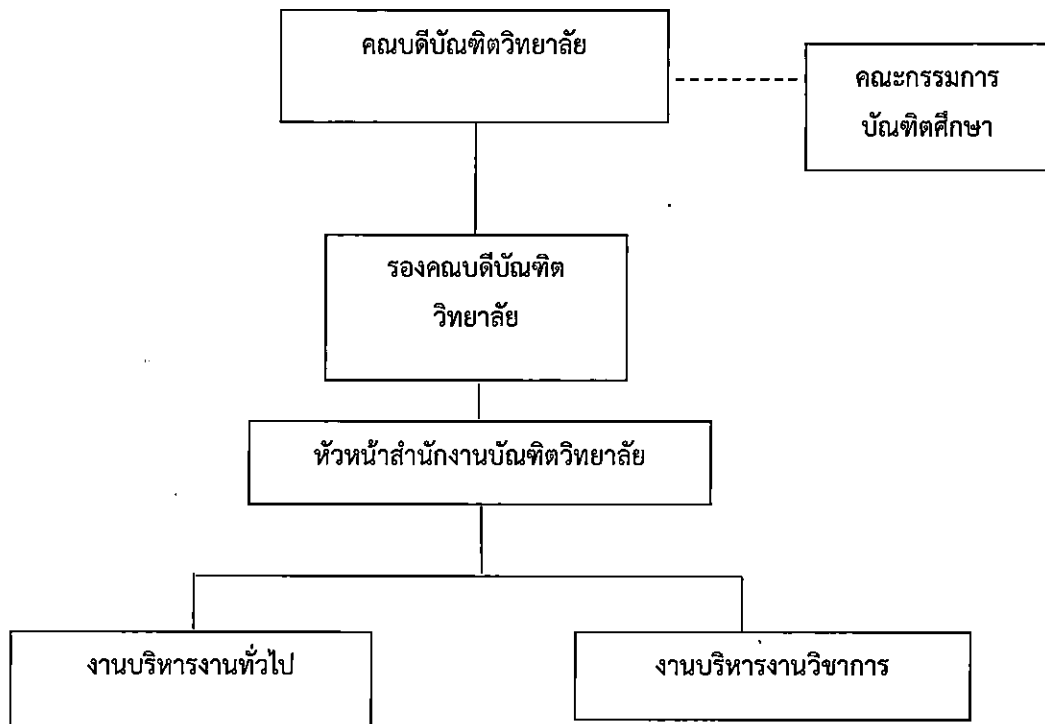 คณบดีบัณฑิตวิทยาลัย
คณะกรรมการ
บัณฑิตศึกษา
รองคณบดีบัณฑิต
วิทยาลัย
หัวหน้าสำนักงานบัณฑิตวิทยาลัย
งานบริหารงานทั่วไป
งานบริหารงานวิชาการ